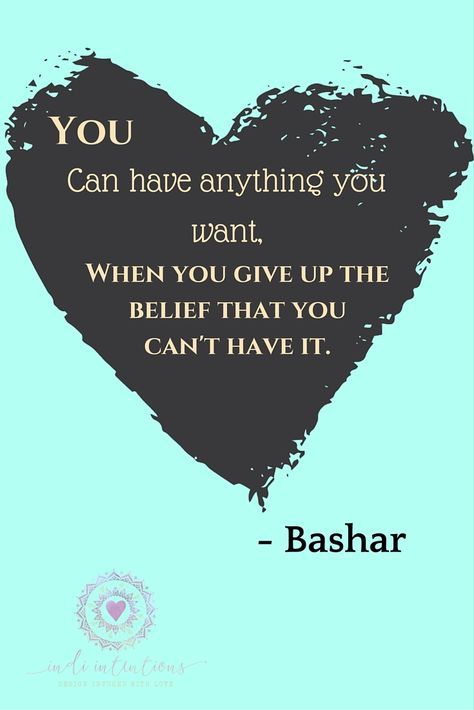 YOU
Can have anything you
want,
WHEN YOU GIVE UP THE
BELIEF THAT YOU
CAN'T HAVE IT.
- Bashar
indi intentions
DESIGN INFUSED WITH LOVE